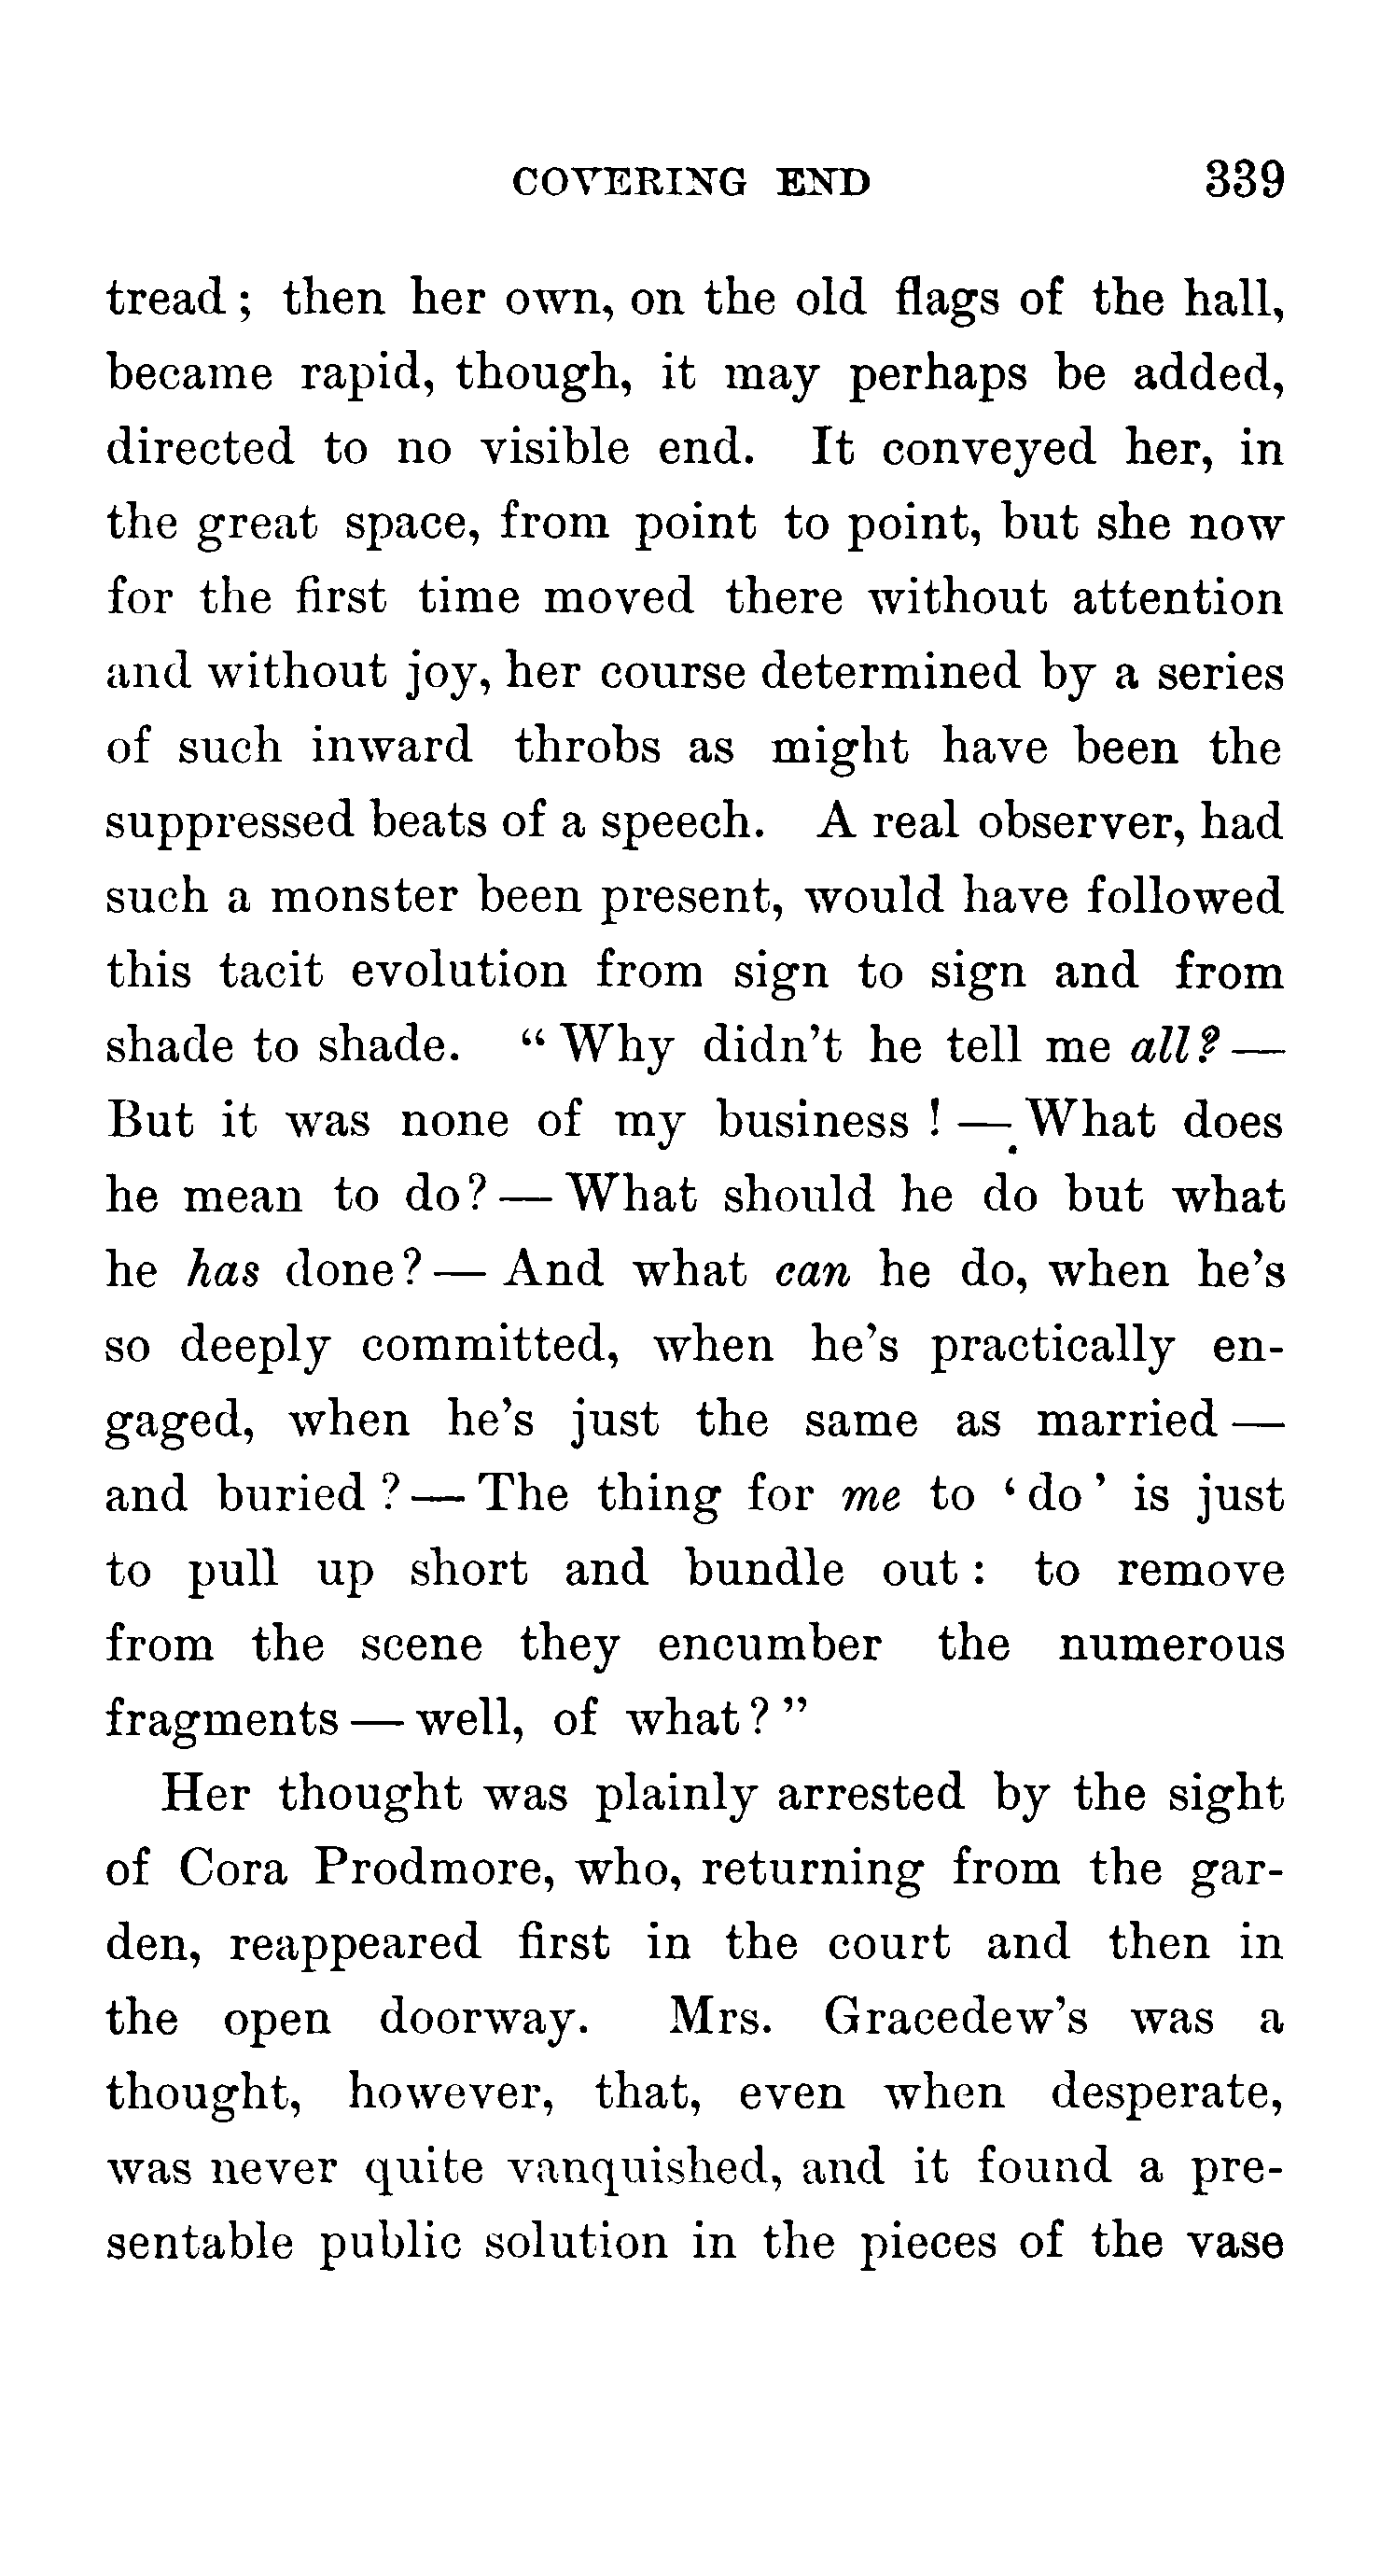 COVERING END 339
tread ; then her own, on the old flags of the hall,
became rapid, though, it may perhaps be added,
directed to no visible end. It conveyed her, in
the great space, from point to point, but she now
for the first time moved there without attention
and without joy, her course determined by a series
of such inward throbs as might have been the
suppressed beats of a speech. A real observer, had
such a monster been present, would have followed
this tacit evolution from sign to sign and from
shade to shade. “ Why didn’t he tell me all? —
But it was none of my business ! — What does
he mean to do? — What should he do but what
he has done? — And what can he do, when he’s
so deeply committed, when he’s practically en-
gaged, when he’s just the same as married —
and buried ? — The thing for me to ‘ do ’ is just
to pull up short and bundle out : to remove
from the scene they encumber the numerous
fragments — well, of what ? ”
Her thought was plainly arrested by the sight
of Cora Prodmore, who, returning from the gar-
den, reappeared first in the court and then in
the open doorway. Mrs. Gracedew’s was a
thought, however, that, even when desperate,
was never quite vanquished, and it found a pre-
sentable public solution in the pieces of the vase